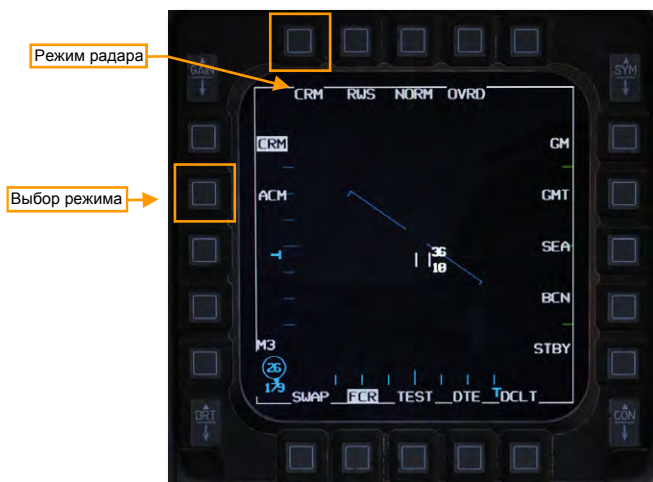 Режим радара
GAIN
SYM
CRM RWS NORM OVRD
CRM
GM
Выбор режима
ACM
GMT
SEA
36
10
BCN
M3
STBY
26
179
SWAP FCR TEST DTE DCLT
BRT
CON